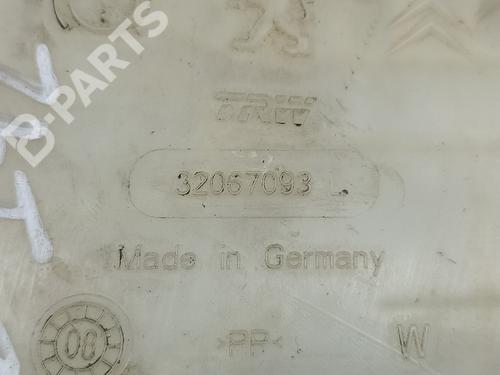 B-PARTS
TRW
32067093 L
Made in Germany
08
>PP<
W